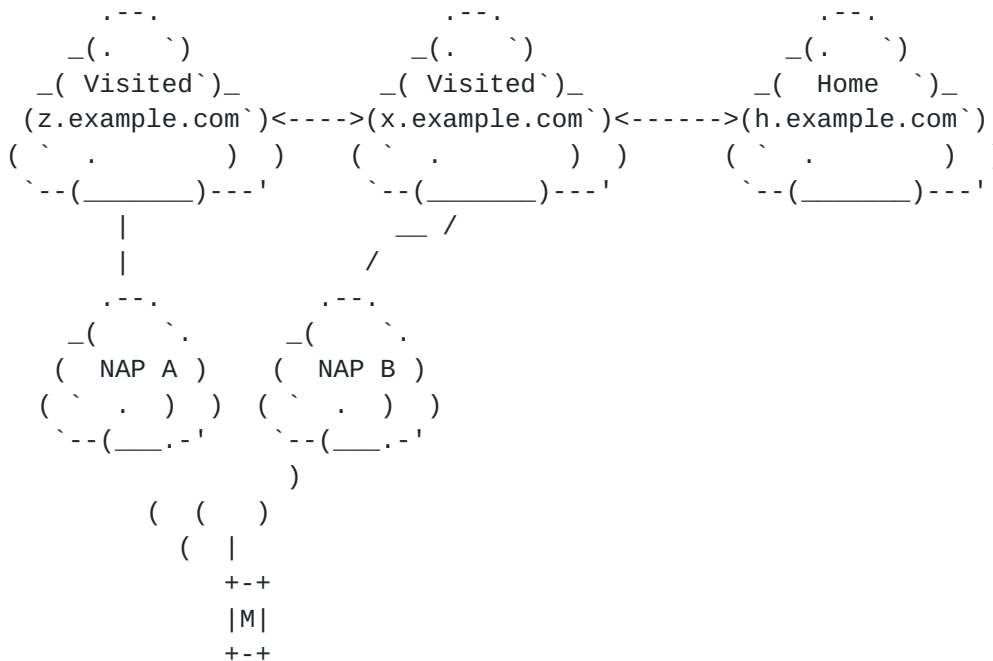 Visited Visited Home
(z.example.com`)<---->(x.example.com`)<------>(h.example.com`)
NAP A NAP B
M